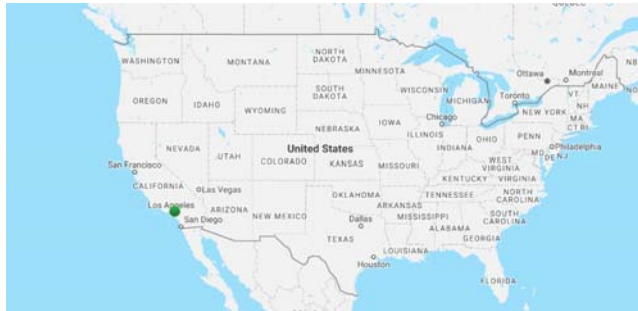 QUEBEC
WASHINGTON
MONTANA
NORTH
DAKOTA
MINNESOTA
Ottawa
Montreal
MAINE
NB
OREGON
IDAHO
WYOMING
SOUTH
DAKOTA
WISCONSIN
MICHIGAN
Toronto
VT
NH
NEW YORK
MA
CT RI
Chicago
IOWA
NEBRASKA
ILLINOIS
INDIANA
OHIO
PENN
Philadelphia
MD
DE NJ
NEVADA
UTAH
COLORADO
United States
KANSAS
MISSOURI
WEST
VIRGINIA
KENTUCKY
VIRGINIA
San Francisco
CALIFORNIA
Las Vegas
Los Angeles
San Diego
ARIZONA
NEW MEXICO
OKLAHOMA
ARKANSAS
TENNESSEE
NORTH
CAROLINA
SOUTH
CAROLINA
Dallas
MISSISSIPPI
ALABAMA
GEORGIA
TEXAS
LOUISIANA
Houston
FLORIDA